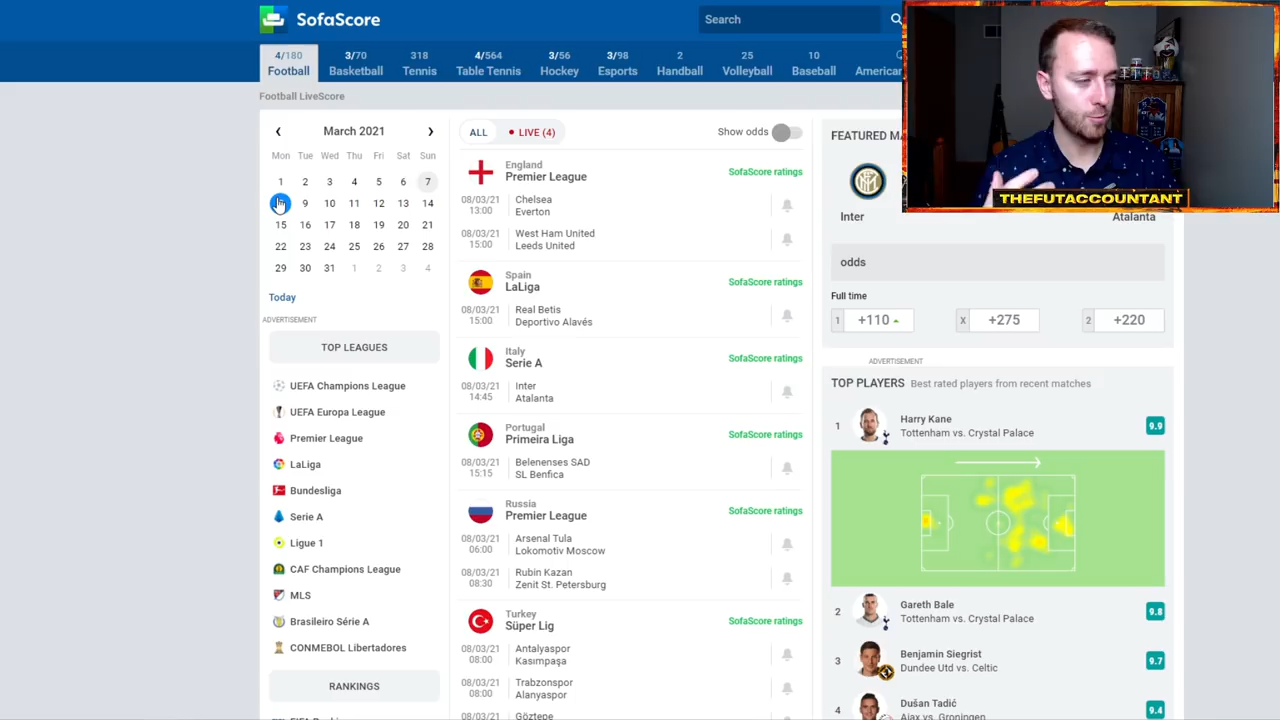 SofaScore
Search
4/180
Football
3/70
Basketball
318
Tennis
4/564
Table Tennis
3/56
Hockey
3/98
Esports
2
Handball
25
Volleyball
10
Baseball
American
Football LiveScore
March 2021
Mon Tue Wed Thu Fri Sat Sun
1 2 3 4 5 6 7
9 10 11 12 13 14
15 16 17 18 19 20 21
22 23 24 25 26 27 28
29 30 31 1 2 3 4
Today
ADVERTISEMENT
TOP LEAGUES
UEFA Champions League
UEFA Europa League
Premier League
LaLiga
Bundesliga
Serie A
Ligue 1
CAF Champions League
MLS
Brasileiro Série A
CONMEBOL Libertadores
RANKINGS
ALL
LIVE (4)
Show odds
England
Premier League
SofaScore ratings
08/03/21
13:00
Chelsea
Everton
08/03/21
15:00
West Ham United
Leeds United
Spain
LaLiga
SofaScore ratings
08/03/21
15:00
Real Betis
Deportivo Alavés
Italy
Serie A
SofaScore ratings
08/03/21
14:45
Inter
Atalanta
Portugal
Primeira Liga
SofaScore ratings
08/03/21
15:15
Belenenses SAD
SL Benfica
Russia
Premier League
SofaScore ratings
08/03/21
06:00
Arsenal Tula
Lokomotiv Moscow
08/03/21
08:30
Rubin Kazan
Zenit St. Petersburg
Turkey
Süper Lig
SofaScore ratings
08/03/21
08:00
Antalyaspor
Kasımpaşa
08/03/21
08:00
Trabzonspor
Alanyaspor
08/03/21
Göztepe
THEFUTACCOUNTANT
FEATURED
Inter
Atalanta
odds
Full time
1 +110
X +275
2 +220
ADVERTISEMENT
TOP PLAYERS Best rated players from recent matches
1
Harry Kane
Tottenham vs. Crystal Palace
9.9
2
Gareth Bale
Tottenham vs. Crystal Palace
9.8
3
Benjamin Siegrist
Dundee Utd vs. Celtic
9.7
4
Dušan Tadić
Ajax vs. Groningen
9.4